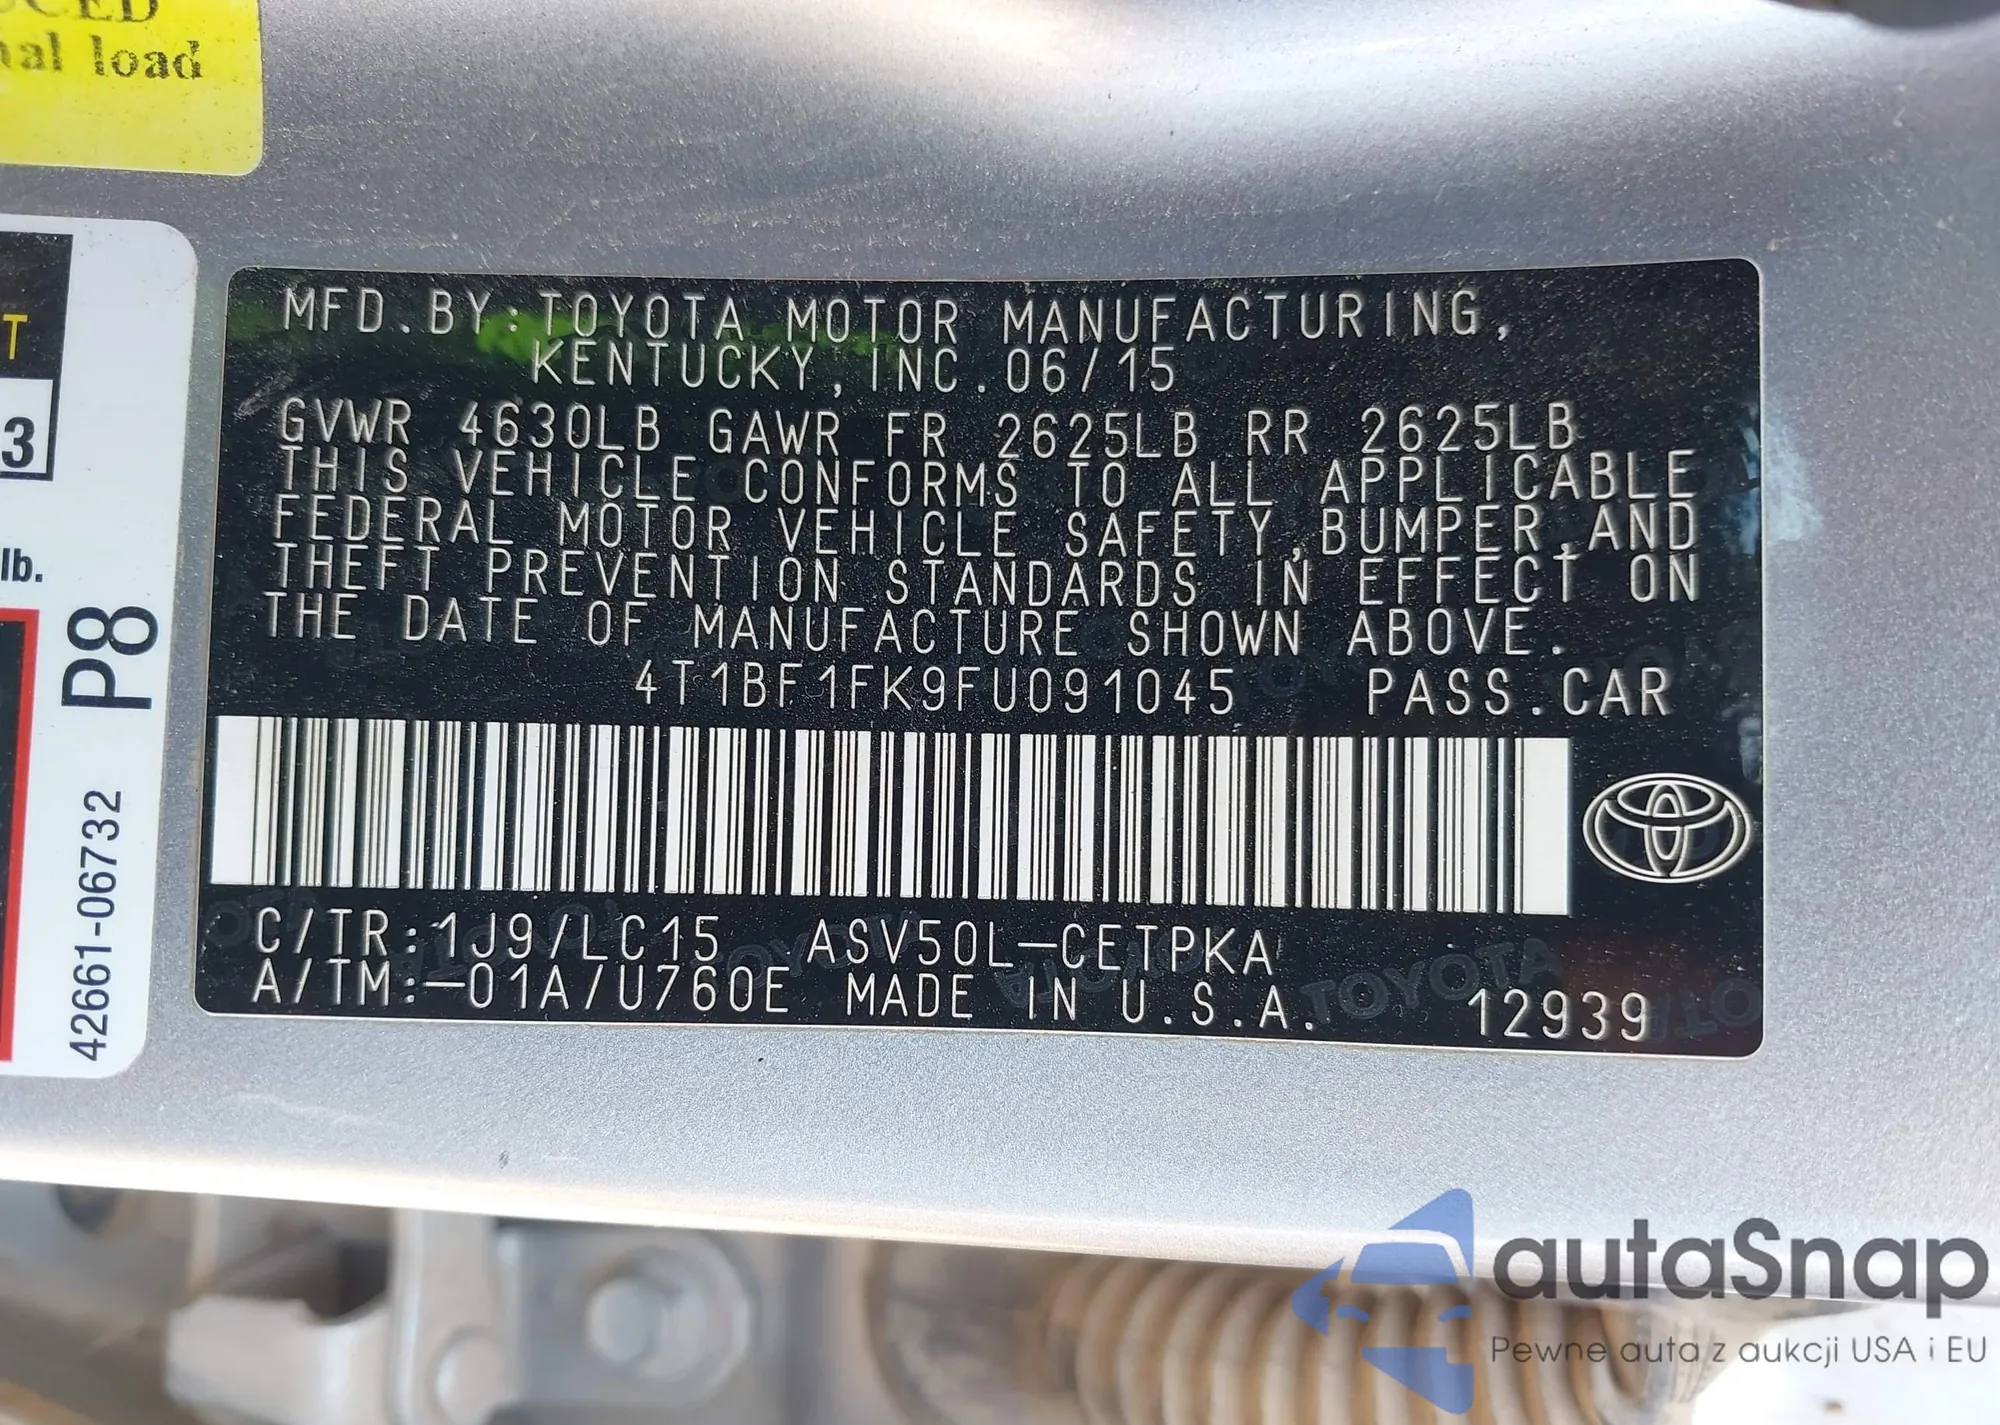 load
T
3
lb.
P8
42661-06732
MFD.BY:TOYOTA MOTOR MANUFACTURING,
KENTUCKY,INC.06/15
GVWR 4630LB GAWR FR 2625LB RR 2625LB
THIS VEHICLE CONFORMS TO ALL APPLICABLE
FEDERAL MOTOR VEHICLE SAFETY,BUMPER,AND
THEFT PREVENTION STANDARDS IN EFFECT ON
THE DATE OF MANUFACTURE SHOWN ABOVE.
4T1BF1FK9FU091045 PASS.CAR
C/TR:1J9/LC15 ASV50L-CETPKA
A/TM:-01A/U760E MADE IN U.S.A. 12939
autaSnap
Pewne auta z aukcji USA i EU